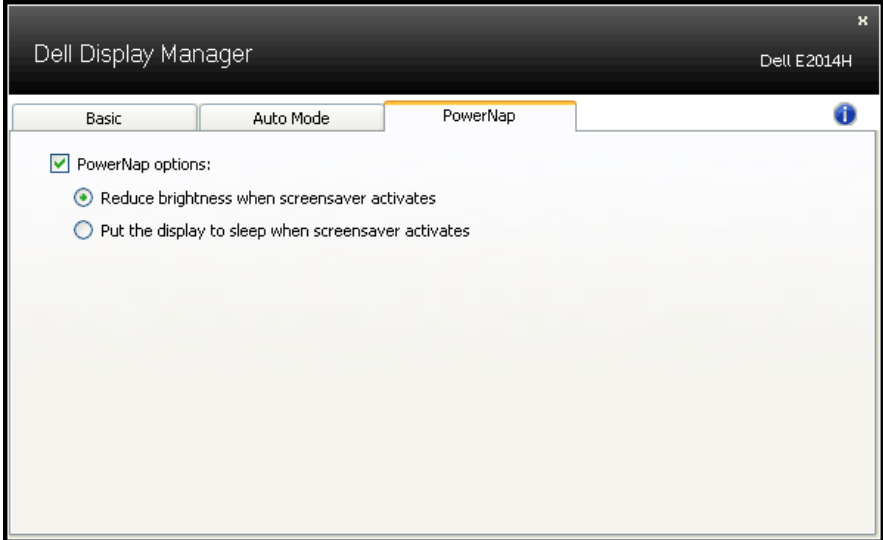 x
Dell Display Manager
Dell E2014H
Basic Auto Mode PowerNap
i
PowerNap options:
Reduce brightness when screensaver activates
Put the display to sleep when screensaver activates